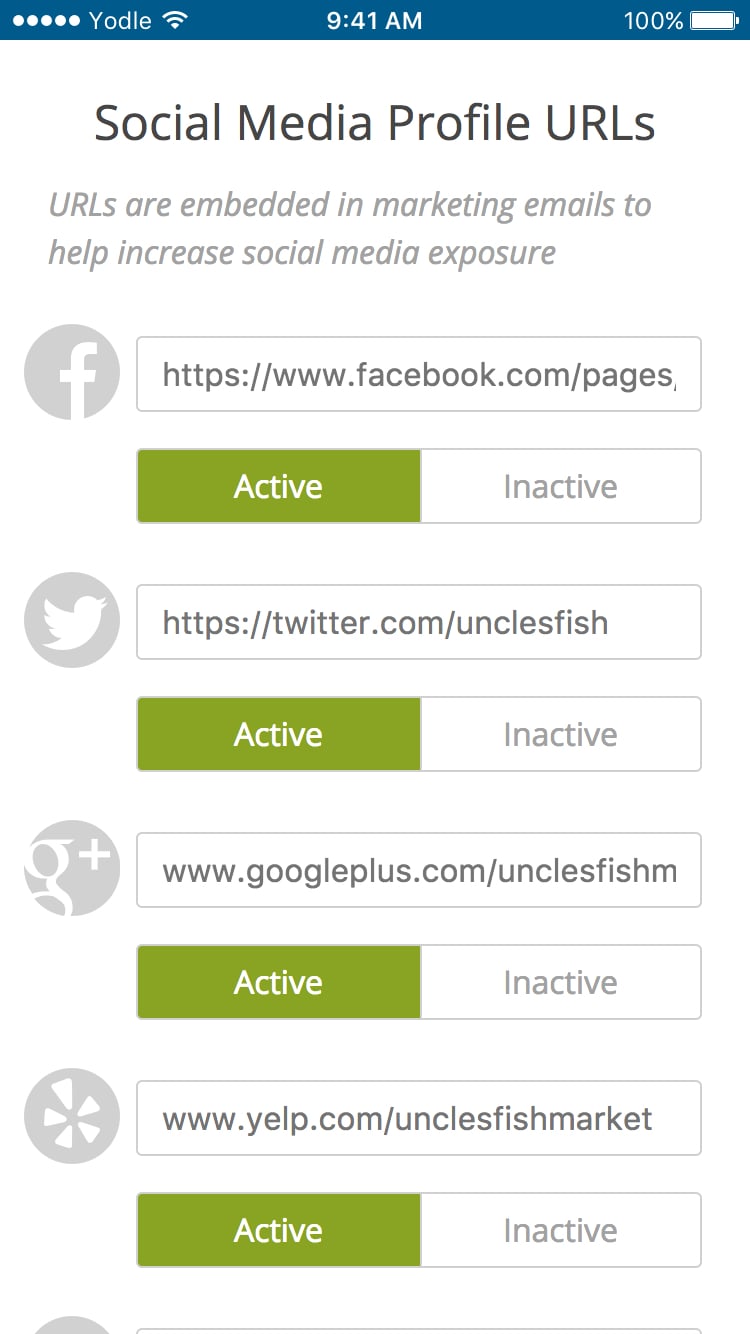 Yodle 9:41 AM 100%
Social Media Profile URLs
URLs are embedded in marketing emails to
help increase social media exposure
https://www.facebook.com/pages/
Active Inactive
https://twitter.com/unclesfish
Active Inactive
g+ www.googleplus.com/unclesfishm
Active Inactive
www.yelp.com/unclesfishmarket
Active Inactive